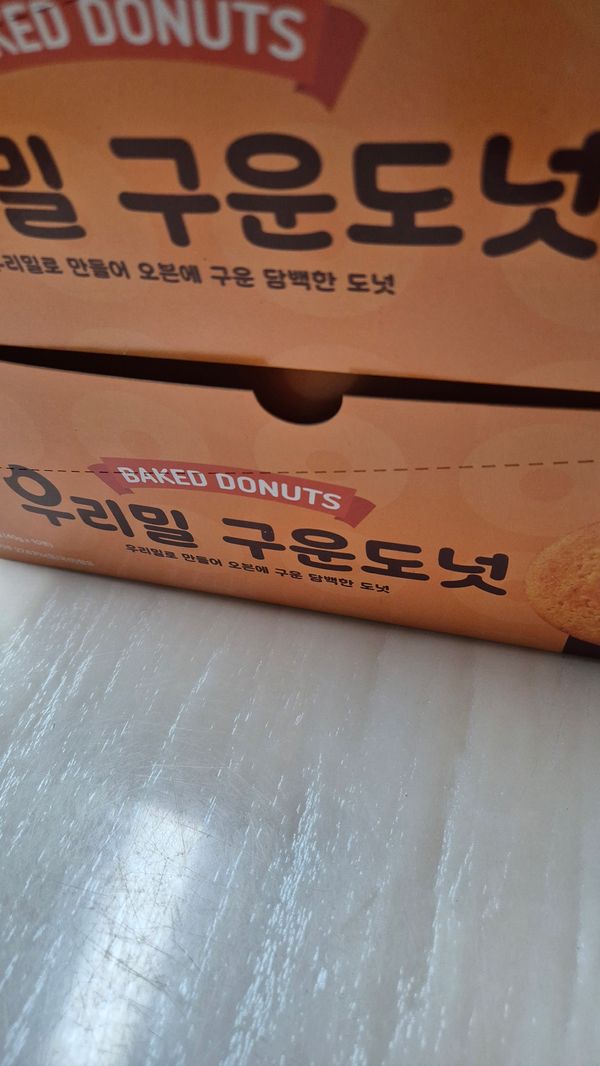 KED DONUTS
밀 구운도넛
우리밀로 만들어 오븐에 구운 담백한 도넛
BAKED DONUTS
우리밀 구운도넛
우리밀로 만들어 오븐에 구운 담백한 도넛